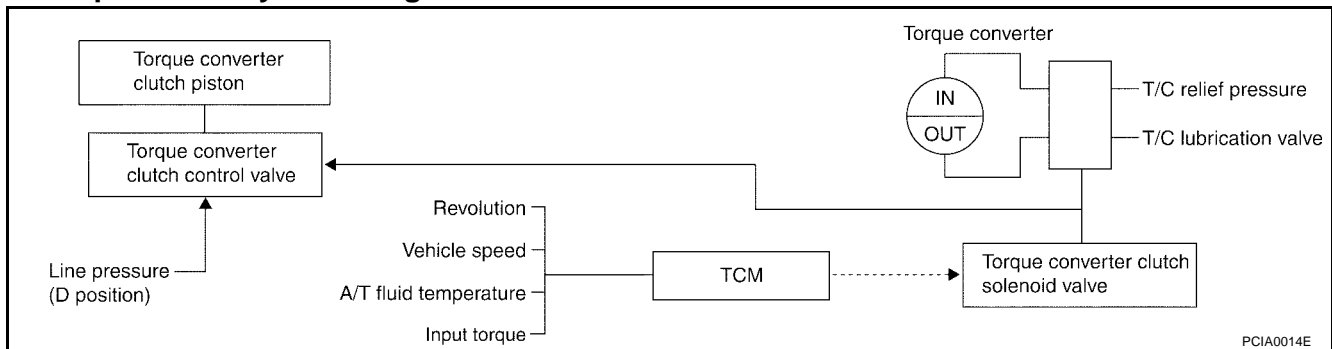 Torque converter
clutch piston
Torque converter
clutch control valve
Line pressure
(D position)
Revolution
Vehicle speed
A/T fluid temperature
Input torque
TCM
Torque converter
IN
OUT
T/C relief pressure
T/C lubrication valve
Torque converter clutch
solenoid valve
PCIA0014E